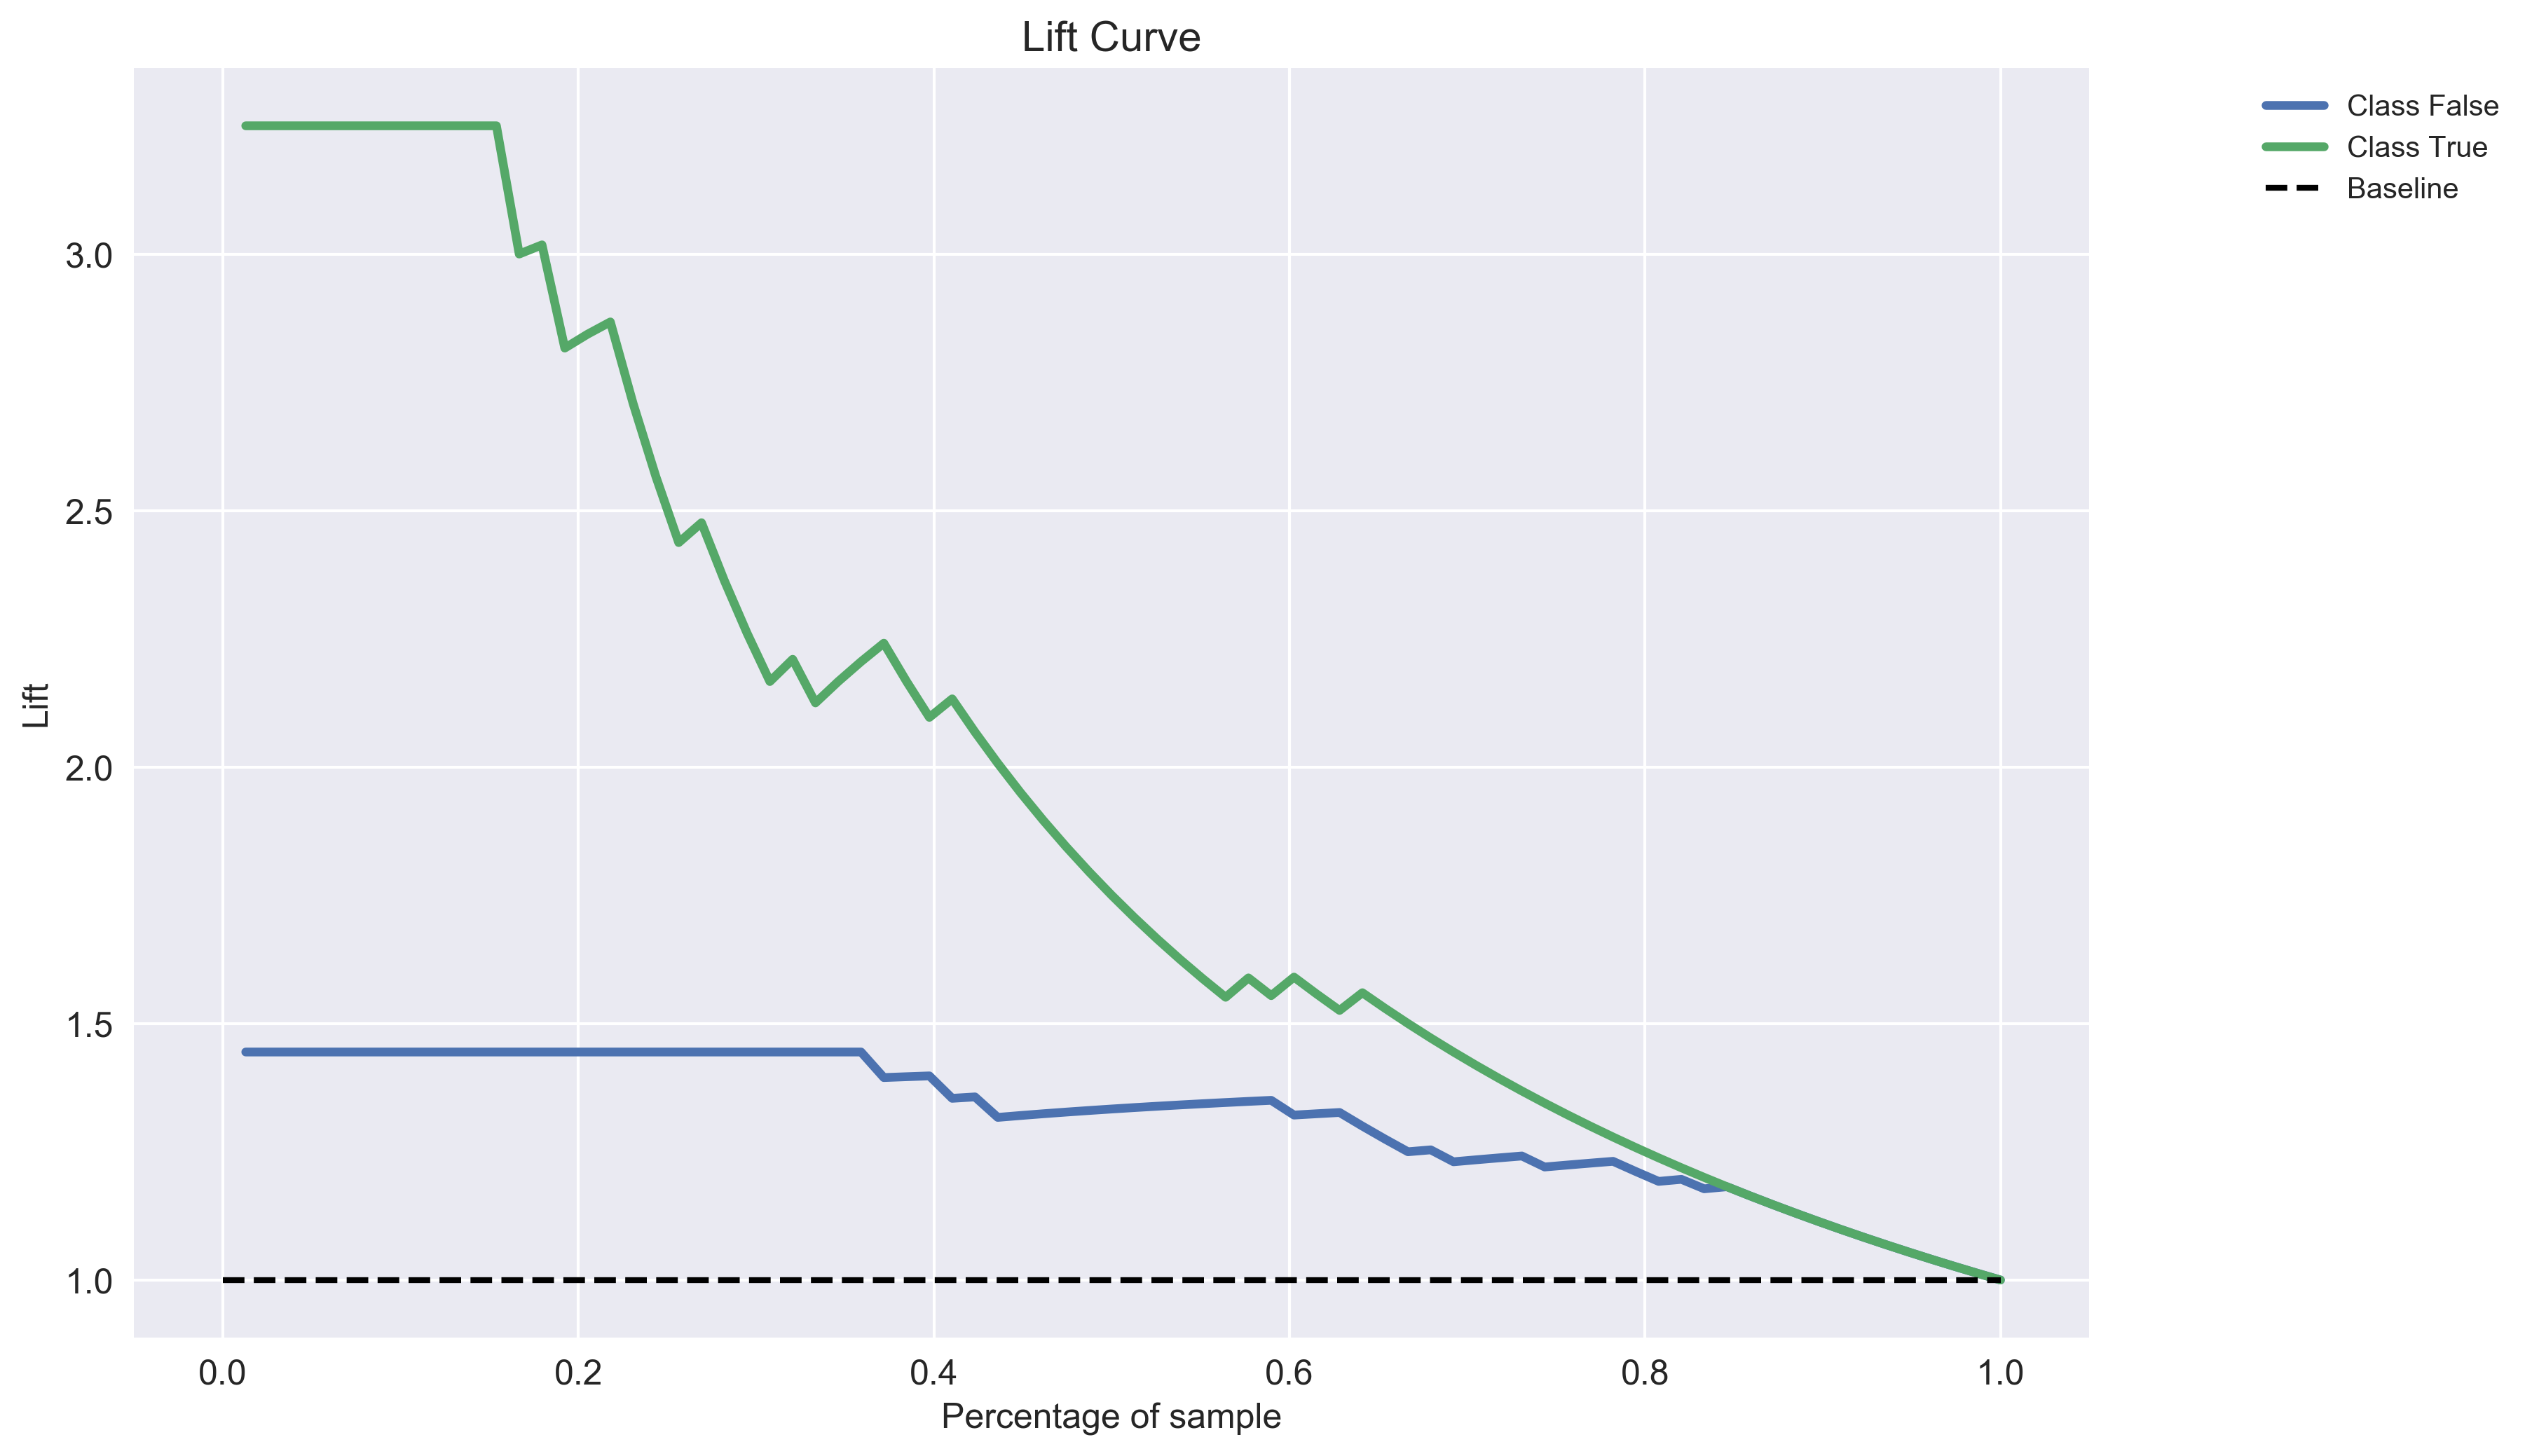 Lift Curve
Class False
Class True
Baseline
3.0
2.5
2.0
1.5
1.0
Lift
0.0 0.2 0.4 0.6 0.8 1.0
Percentage of sample